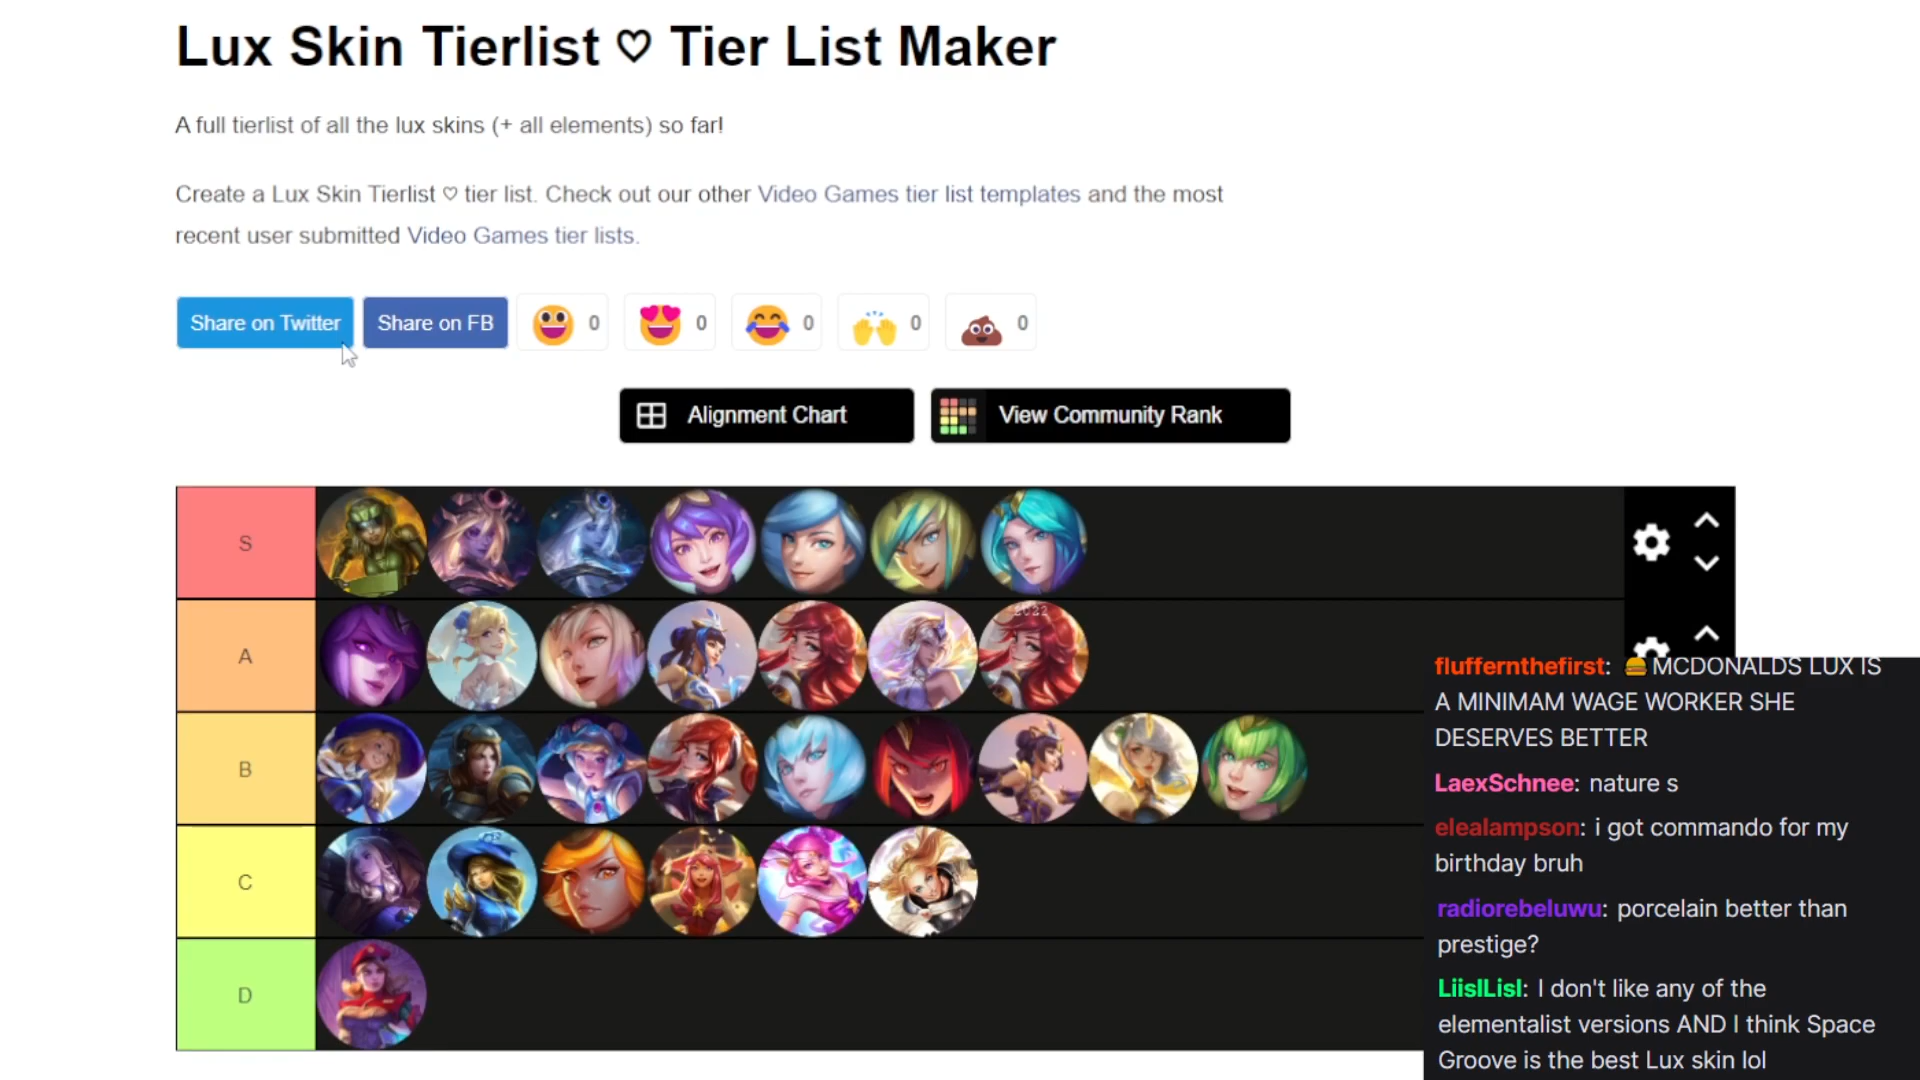 Lux Skin Tierlist ♡ Tier List Maker
A full tierlist of all the lux skins (+ all elements) so far!
Create a Lux Skin Tierlist ♡ tier list. Check out our other Video Games tier list templates and the most
recent user submitted Video Games tier lists.
Share on Twitter Share on FB 0 0 0 0 0
Alignment Chart View Community Rank
S
A
2022
B
C
D
fluffernthefirst: 🍔MCDONALDS LUX IS
A MINIMAM WAGE WORKER SHE
DESERVES BETTER
LaexSchnee: nature s
elealampson: i got commando for my
birthday bruh
radiorebeluwu: porcelain better than
prestige?
LiislLisl: I don't like any of the
elementalist versions AND I think Space
Groove is the best Lux skin lol